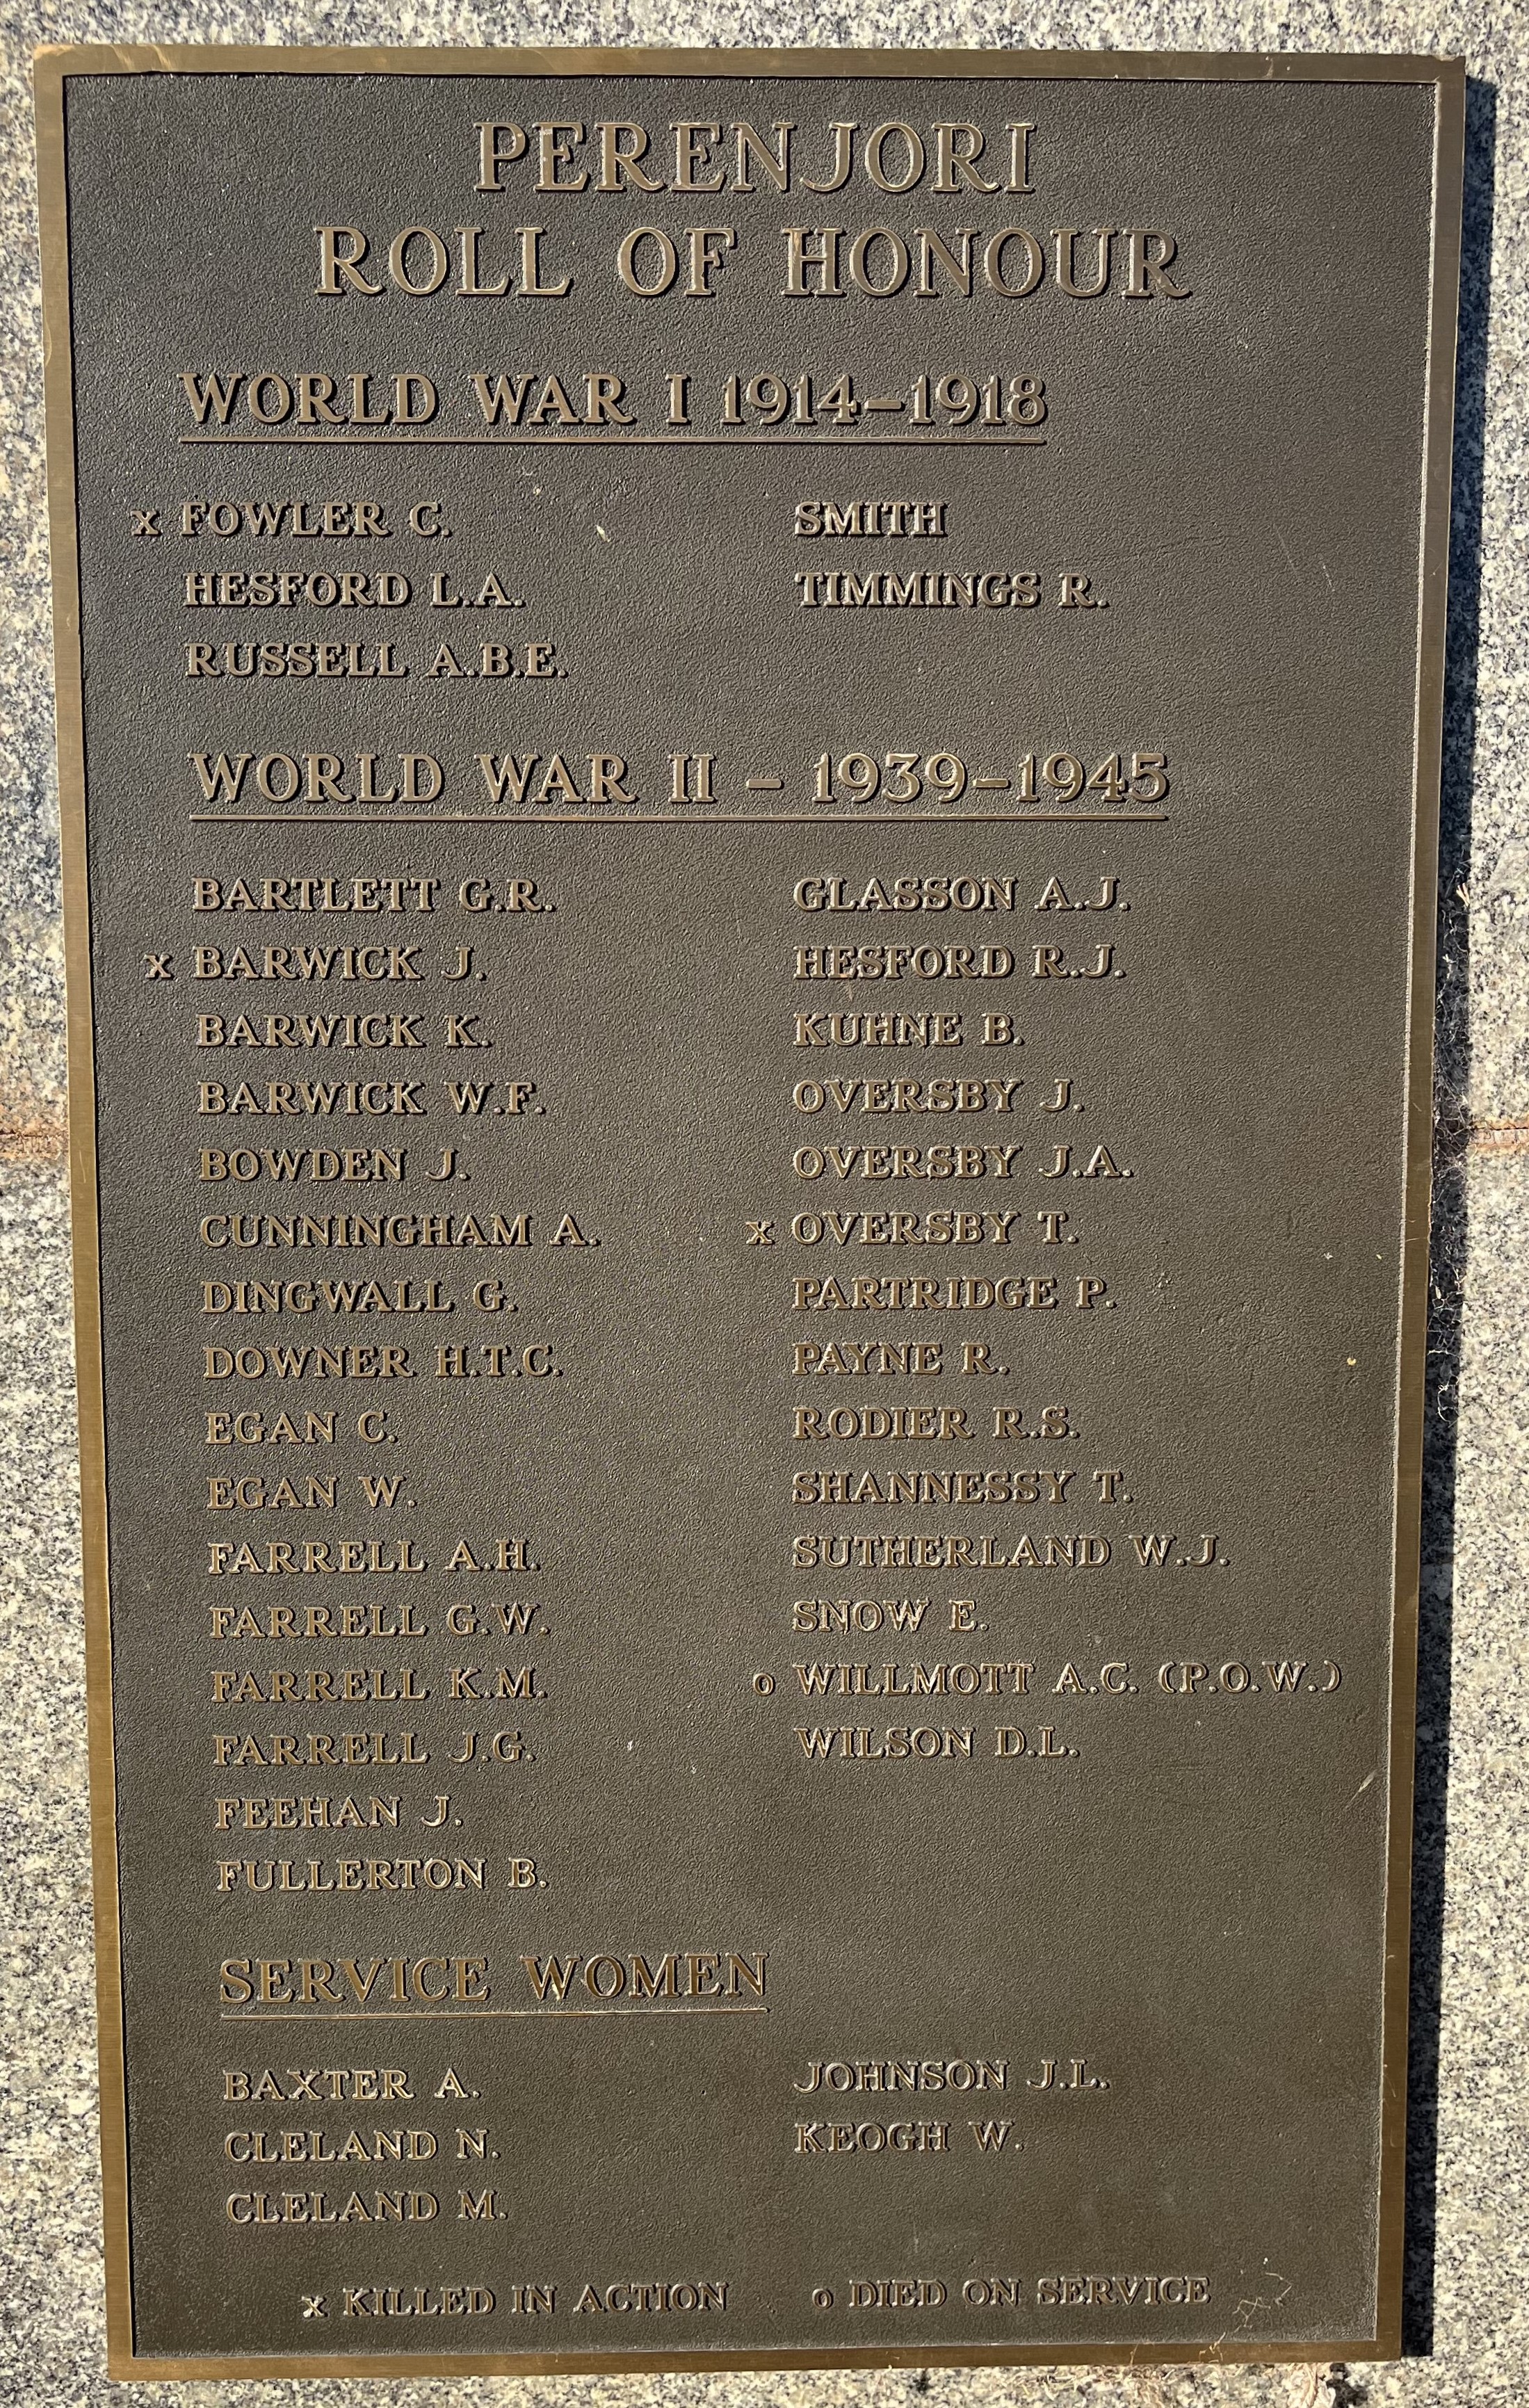 PERENJORI
ROLL OF HONOUR
WORLD WAR I 1914–1918
x FOWLER C.
HESFORD L.A.
RUSSELL A.B.E.
SMITH
TIMMINGS R.
WORLD WAR II – 1939–1945
BARTLETT G.R.
x BARWICK J.
BARWICK K.
BARWICK W.F.
BOWDEN J.
CUNNINGHAM A.
DINGWALL G.
DOWNER H.T.C.
EGAN C.
EGAN W.
FARRELL A.H.
FARRELL G.W.
FARRELL K.M.
FARRELL J.G.
FEEHAN J.
FULLERTON B.
GLASSON A.J.
HESFORD R.J.
KUHNE B.
OVERSBY J.
OVERSBY J.A.
x OVERSBY T.
PARTRIDGE P.
PAYNE R.
RODIER R.S.
SHANNESSY T.
SUTHERLAND W.J.
SNOW E.
o WILLMOTT A.C. (P.O.W.)
WILSON D.L.
SERVICE WOMEN
BAXTER A.
CLELAND N.
CLELAND M.
JOHNSON J.L.
KEOGH W.
x KILLED IN ACTION o DIED ON SERVICE